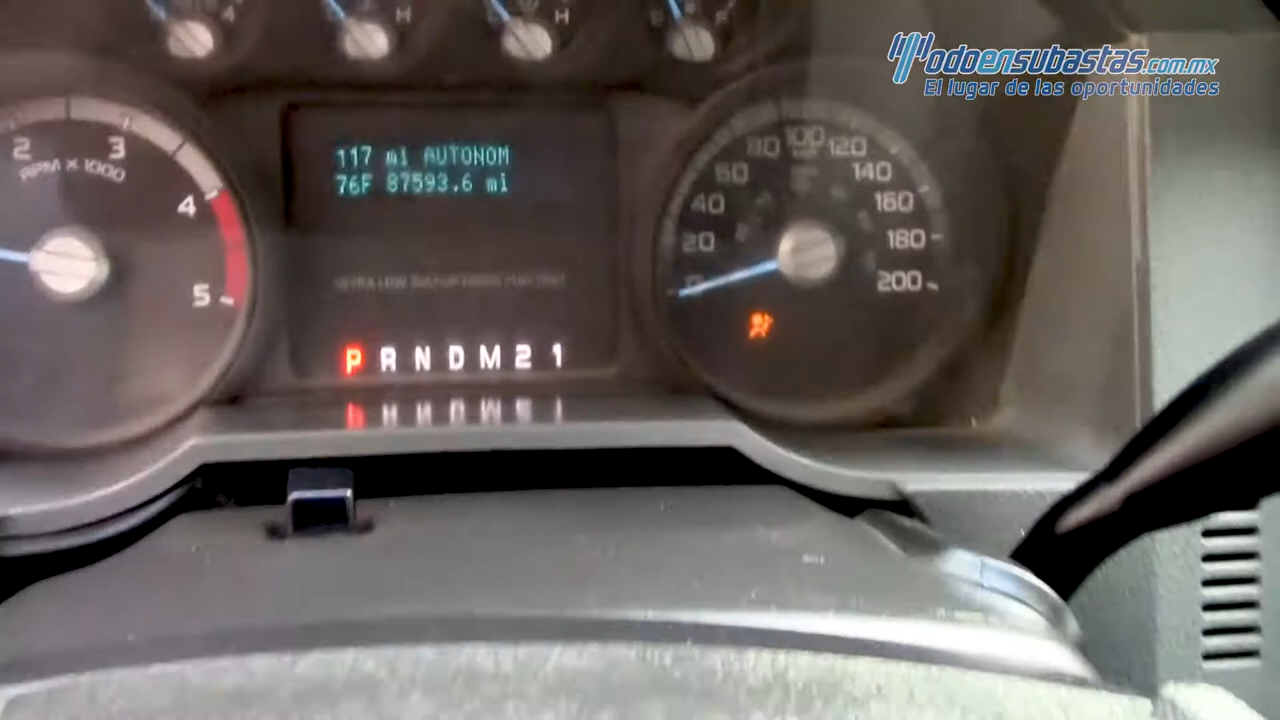 Todoensubastas.com.mx
El lugar de las oportunidades
4
H
H
F
2 3 4 5
RPM X 1000
117 mi AUTONOM
76F 87593.6 mi
P R N D M 2 1
20 40 60 80 100 120 140 160 180 200